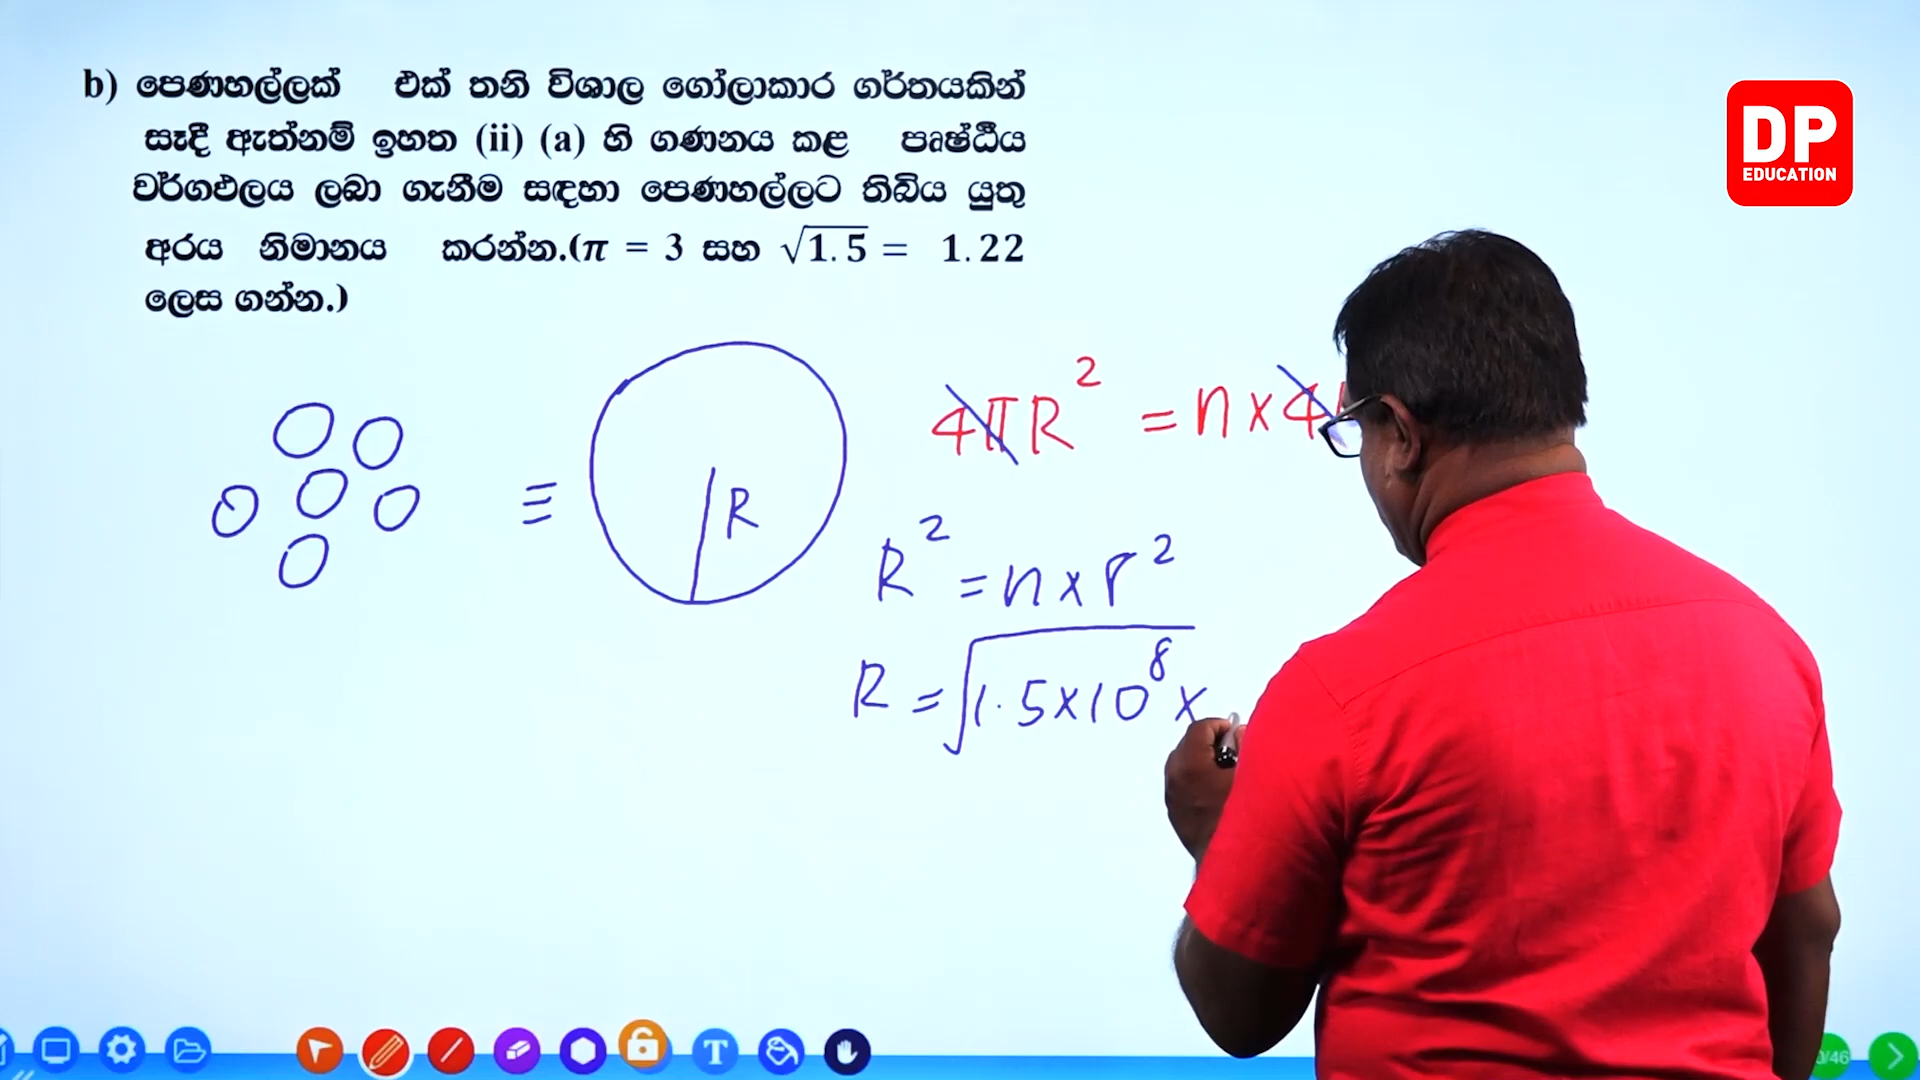 b) පෙණහල්ලක් එක් තනි විශාල ගෝලාකාර ගර්තයකින්
සෑදී ඇත්නම් ඉහත (ii) (a) හි ගණනය කළ පෘෂ්ඨීය
වර්ගඵලය ලබා ගැනීම සඳහා පෙණහල්ලට තිබිය යුතු
අරය නිමානය කරන්න.(π = 3 සහ √1.5 = 1.22
ලෙස ගන්න.)
DP
EDUCATION
4πR² = n × 4
R
R² = n × r²
R = √1.5 × 10⁸ ×
T
/46